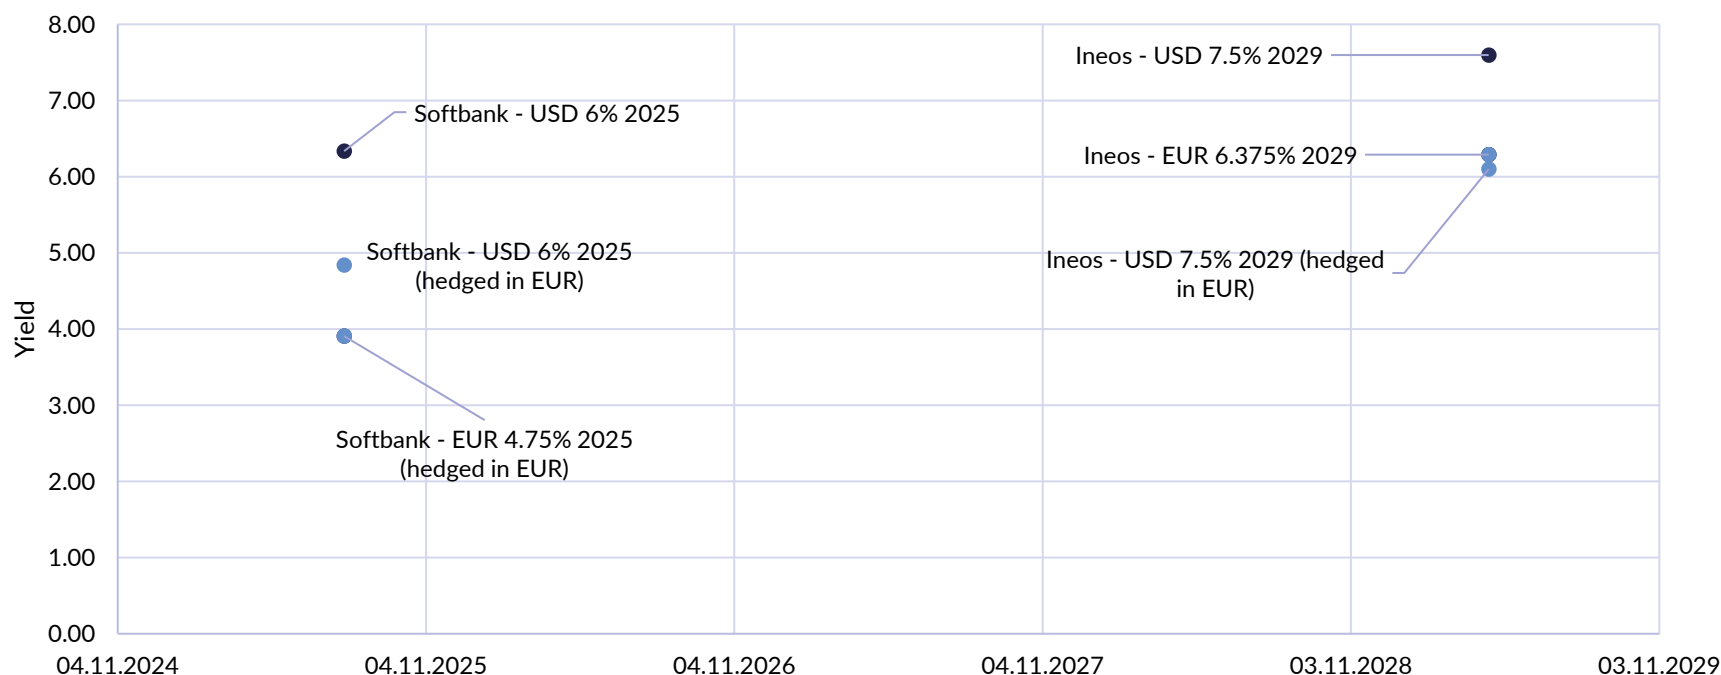 8.00
7.00
6.00
5.00
4.00
3.00
2.00
1.00
0.00
Yield
Ineos - USD 7.5% 2029
Softbank - USD 6% 2025
Ineos - EUR 6.375% 2029
Softbank - USD 6% 2025
(hedged in EUR)
Ineos - USD 7.5% 2029 (hedged
in EUR)
Softbank - EUR 4.75% 2025
(hedged in EUR)
04.11.2024
04.11.2025
04.11.2026
04.11.2027
03.11.2028
03.11.2029